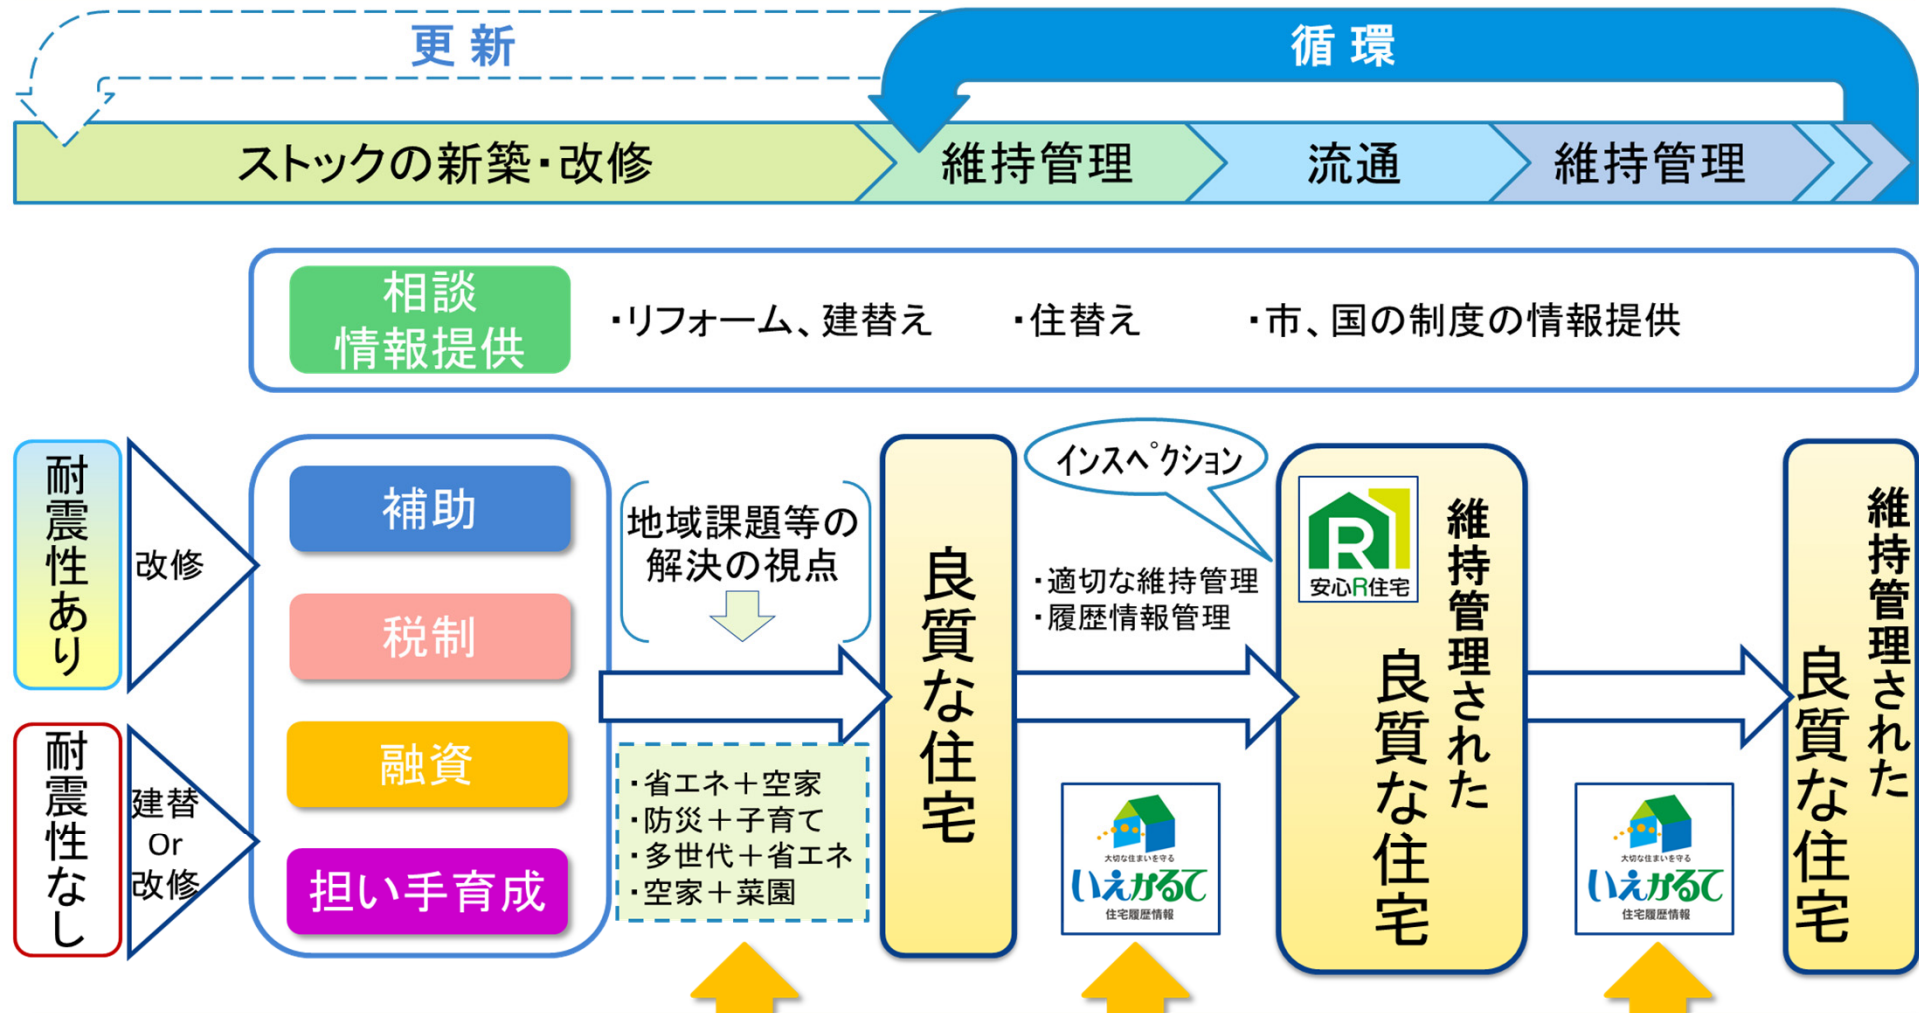 更新
循環
ストックの新築・改修
維持管理
流通
維持管理
相談
情報提供
・リフォーム、建替え
・住替え
・市、国の制度の情報提供
耐震性あり
改修
耐震性なし
建替
Or
改修
補助
税制
融資
担い手育成
地域課題等の
解決の視点
・省エネ＋空家
・防災＋子育て
・多世代＋省エネ
・空家＋菜園
良質な住宅
インスペクション
・適切な維持管理
・履歴情報管理
大切な住まいを守る
いえかるて
住宅履歴情報
R
安心R住宅
維持管理された
良質な住宅
大切な住まいを守る
いえかるて
住宅履歴情報
維持管理された
良質な住宅